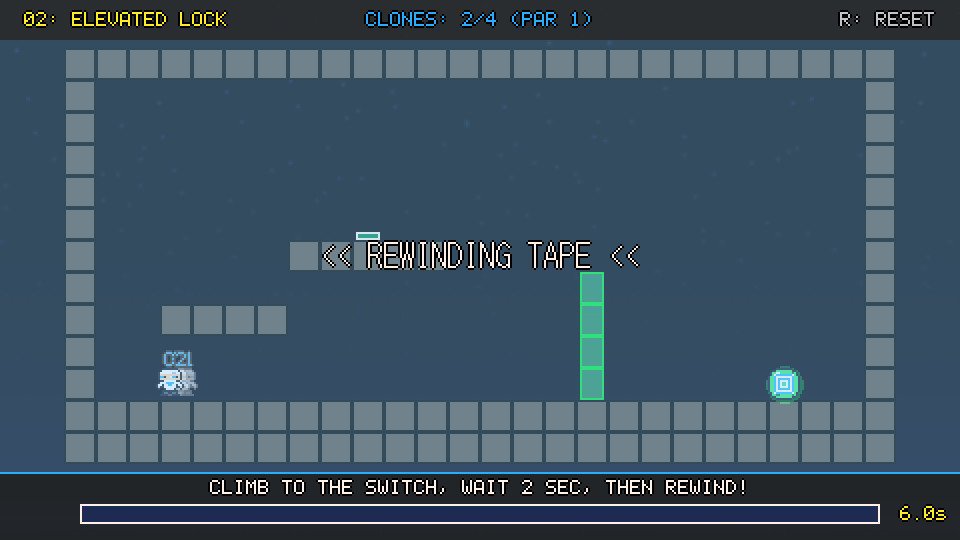 02: ELEVATED LOCK
CLONES: 2/4 (PAR 1)
R: RESET
<< REWINDING TAPE <<
CLIMB TO THE SWITCH, WAIT 2 SEC, THEN REWIND!
6.0s